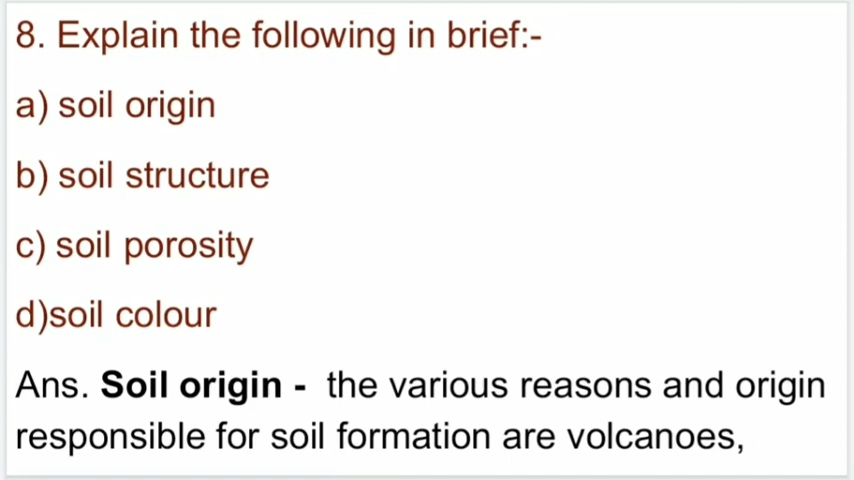 8. Explain the following in brief:-
a) soil origin
b) soil structure
c) soil porosity
d)soil colour
Ans. Soil origin - the various reasons and origin
responsible for soil formation are volcanoes,